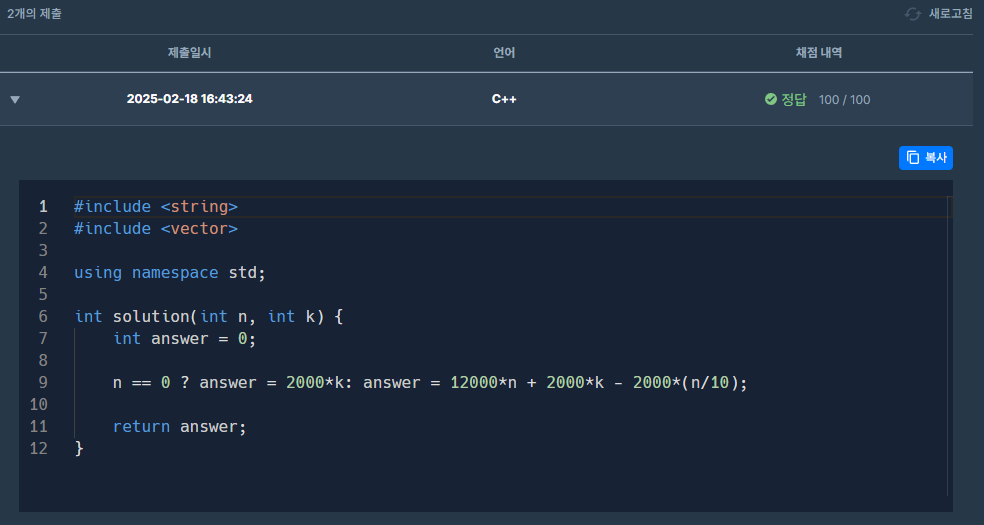 2개의 제출
새로고침
제출일시 언어 채점 내역
2025-02-18 16:43:24 C++ 정답 100 / 100
복사
1 #include <string>
2 #include <vector>
3
4 using namespace std;
5
6 int solution(int n, int k) {
7 int answer = 0;
8
9 n == 0 ? answer = 2000*k: answer = 12000*n + 2000*k - 2000*(n/10);
10
11 return answer;
12 }